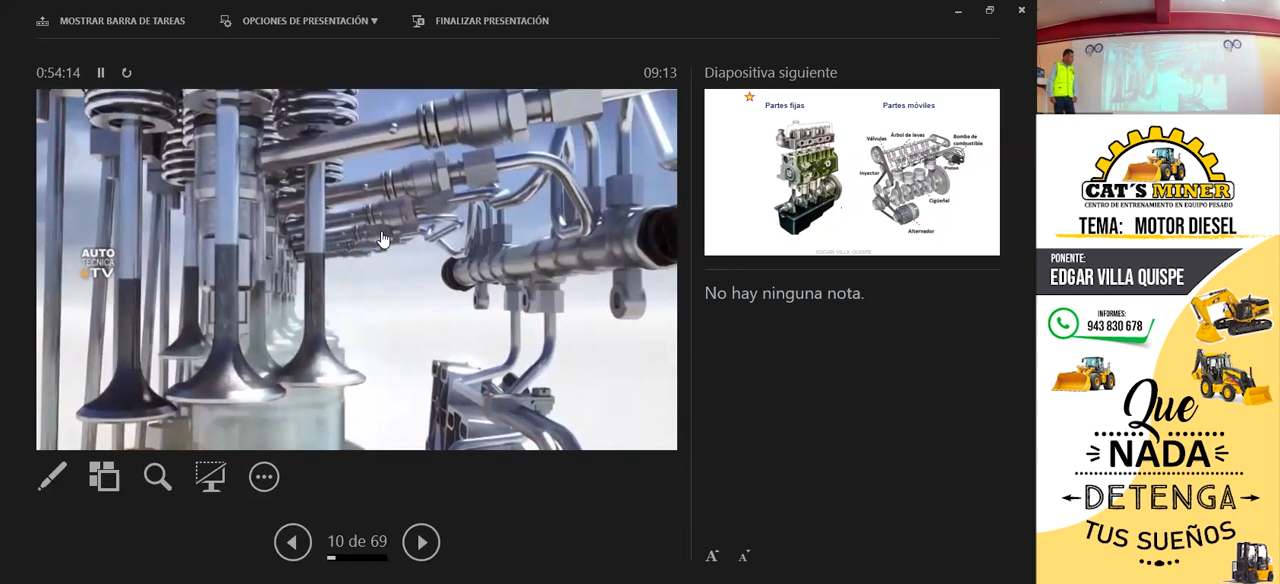 MOSTRAR BARRA DE TAREAS
OPCIONES DE PRESENTACIÓN ▼
FINALIZAR PRESENTACIÓN
0:54:14
09:13
Diapositiva siguiente
AUTO
TECNICA
TV
Partes fijas
Partes móviles
Válvulas
Árbol de levas
Bomba de combustible
Inyector
Pistón
Cigüeñal
Alternador
EDGAR VILLA QUISPE
No hay ninguna nota.
10 de 69
CAT´S MINER
CENTRO DE ENTRENAMIENTO EN EQUIPO PESADO
TEMA: MOTOR DIESEL
PONENTE:
EDGAR VILLA QUISPE
INFORMES:
943 830 678
Que
NADA
DETENGA
TUS SUEÑOS